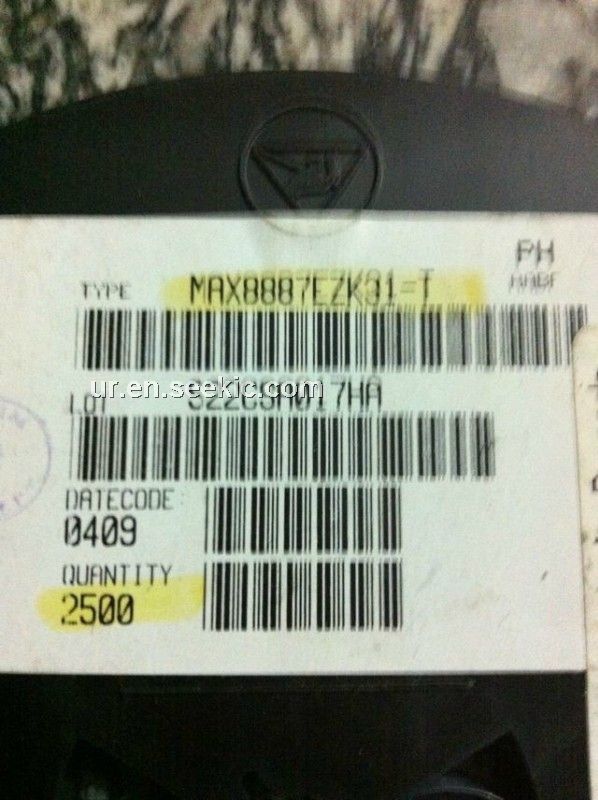 PH
TYPE MAX8887EZK31-T AABF
ur.en.seekic.com
LOT
DATECODE:
0409
QUANTITY
2500